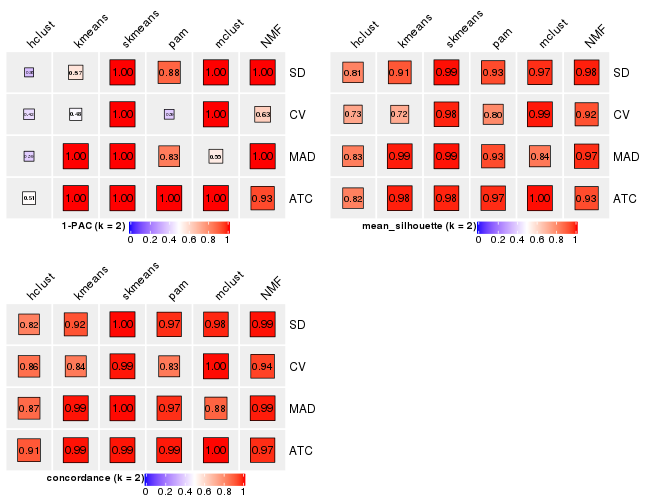 hclust kmeans skmeans pam mclust NMF
0.57 1.00 0.88 1.00 1.00 SD
0.48 1.00 1.00 0.63 CV
1.00 1.00 0.83 0.55 1.00 MAD
0.51 1.00 1.00 1.00 1.00 0.93 ATC
1-PAC (k = 2) 0 0.2 0.4 0.6 0.8 1
hclust kmeans skmeans pam mclust NMF
0.81 0.91 0.99 0.93 0.97 0.98 SD
0.73 0.72 0.98 0.80 0.99 0.92 CV
0.83 0.99 0.99 0.93 0.84 0.97 MAD
0.82 0.98 0.98 0.97 1.00 0.93 ATC
mean_silhouette (k = 2) 0 0.2 0.4 0.6 0.8 1
hclust kmeans skmeans pam mclust NMF
0.82 0.92 1.00 0.97 0.98 0.99 SD
0.86 0.84 0.99 0.83 1.00 0.94 CV
0.87 0.99 1.00 0.97 0.88 0.99 MAD
0.91 0.99 0.99 0.99 1.00 0.97 ATC
concordance (k = 2) 0 0.2 0.4 0.6 0.8 1